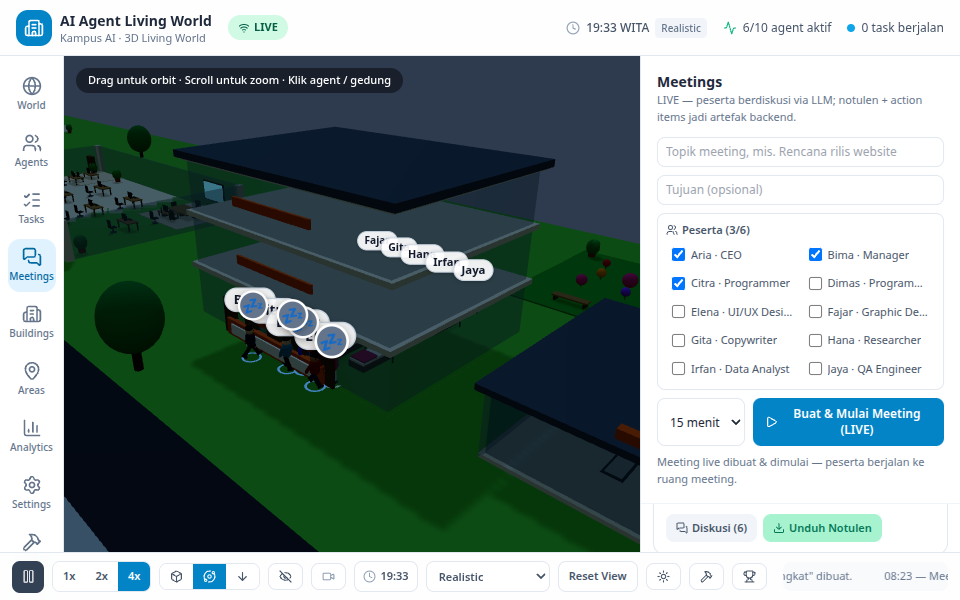 AI Agent Living World
Kampus AI · 3D Living World
LIVE
19:33 WITA
Realistic
6/10 agent aktif
0 task berjalan
World
Agents
Tasks
Meetings
Buildings
Areas
Analytics
Settings
Drag untuk orbit · Scroll untuk zoom · Klik agent / gedung
Faja
Git
Han
Irfan
Jaya
Meetings
LIVE — peserta berdiskusi via LLM; notulen + action
items jadi artefak backend.
Topik meeting, mis. Rencana rilis website
Tujuan (opsional)
Peserta (3/6)
Aria · CEO
Bima · Manager
Citra · Programmer
Dimas · Program...
Elena · UI/UX Desi...
Fajar · Graphic De...
Gita · Copywriter
Hana · Researcher
Irfan · Data Analyst
Jaya · QA Engineer
15 menit
Buat & Mulai Meeting
(LIVE)
Meeting live dibuat & dimulai — peserta berjalan ke
ruang meeting.
Diskusi (6)
Unduh Notulen
1x
2x
4x
19:33
Realistic
Reset View
ngkat" dibuat.
08:23 — Mee